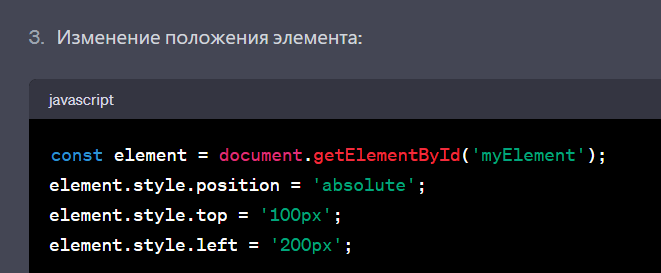 3. Изменение положения элемента:
javascript
const element = document.getElementById('myElement');
element.style.position = 'absolute';
element.style.top = '100px';
element.style.left = '200px';